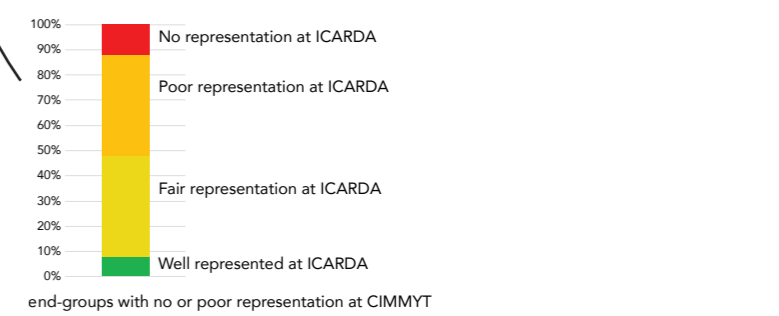 100%
90%
80%
70%
60%
50%
40%
30%
20%
10%
0%
No representation at ICARDA
Poor representation at ICARDA
Fair representation at ICARDA
Well represented at ICARDA
end-groups with no or poor representation at CIMMYT